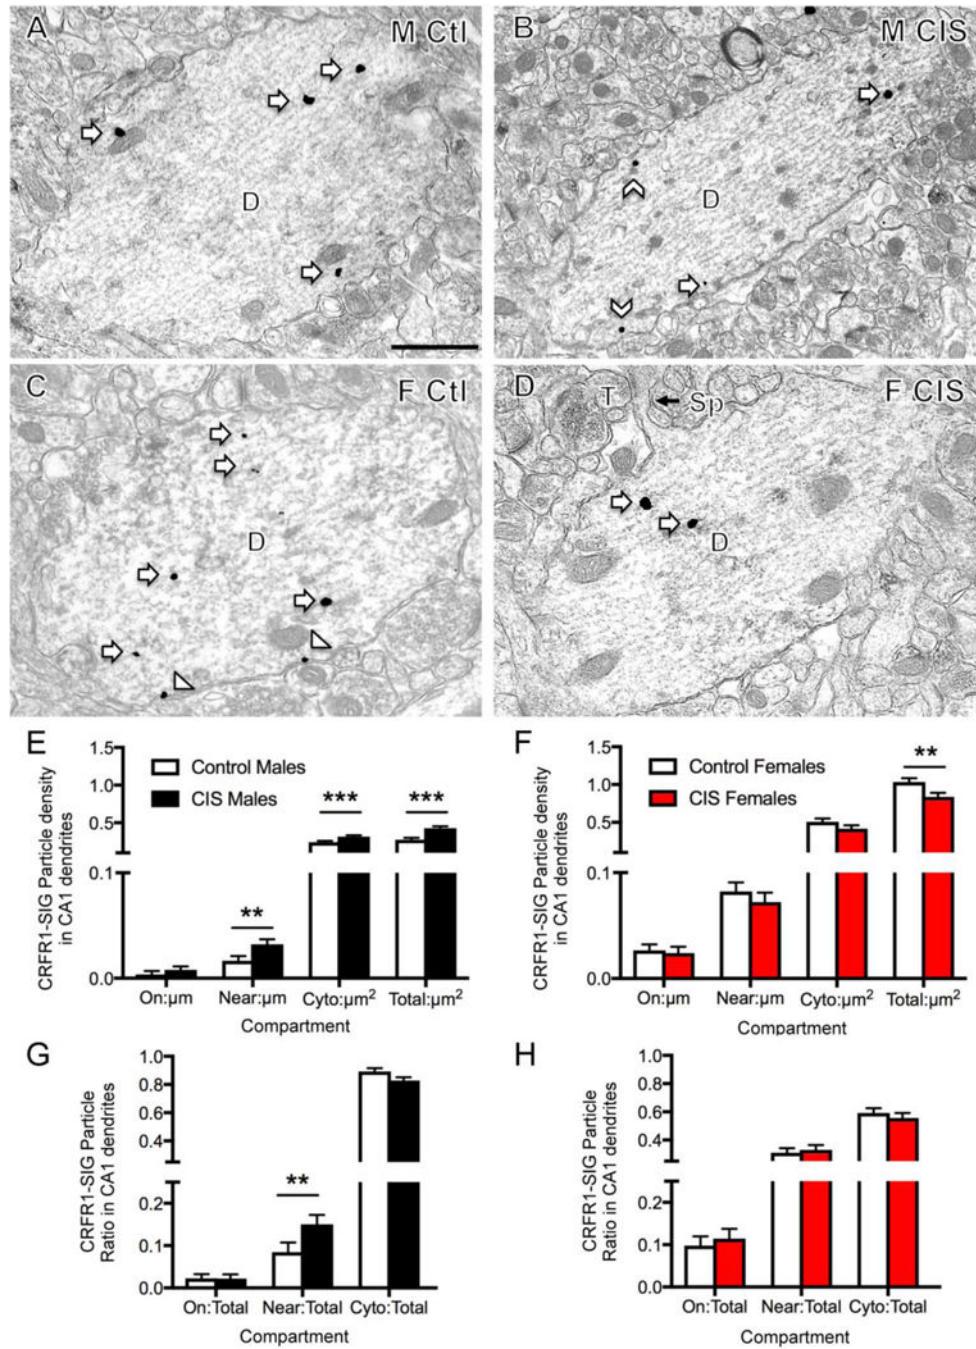 A
M Ctl
D
B
M CIS
D
C
F Ctl
D
D
F CIS
T
Sp
D
E
CRFR1-SIG Particle density
in CA1 dendrites
1.5
1.0
0.5
0.1
0.0
Control Males
CIS Males
**
***
***
On:µm
Near:µm
Cyto:µm²
Total:µm²
Compartment
F
CRFR1-SIG Particle density
in CA1 dendrites
1.5
1.0
0.5
0.1
0.0
Control Females
CIS Females
**
On:µm
Near:µm
Cyto:µm²
Total:µm²
Compartment
G
CRFR1-SIG Particle
Ratio in CA1 dendrites
1.0
0.8
0.6
0.4
0.2
0.1
0.0
**
On:Total
Near:Total
Cyto:Total
Compartment
H
CRFR1-SIG Particle
Ratio in CA1 dendrites
1.0
0.8
0.6
0.4
0.2
0.1
0.0
On:Total
Near:Total
Cyto:Total
Compartment